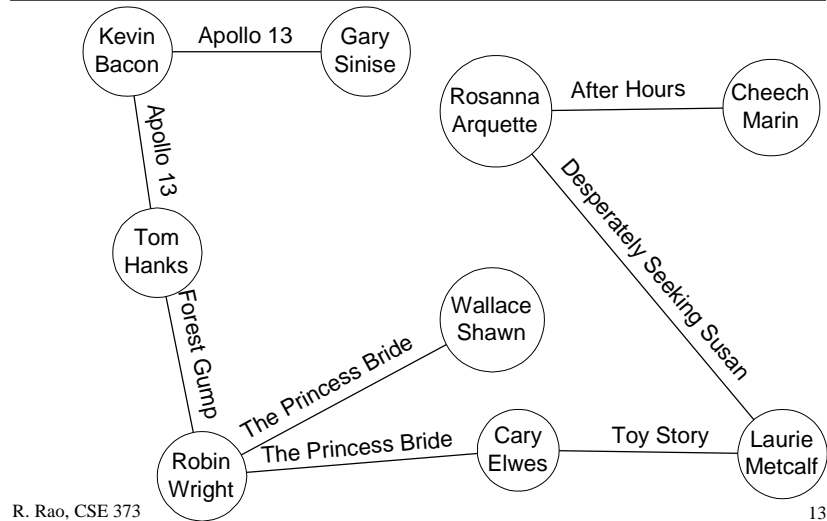 Kevin
Bacon
Apollo 13
Gary
Sinise
Rosanna
Arquette
After Hours
Cheech
Marin
Apollo 13
Desperately Seeking Susan
Tom
Hanks
Forest Gump
Wallace
Shawn
The Princess Bride
The Princess Bride
Robin
Wright
Cary
Elwes
Toy Story
Laurie
Metcalf
R. Rao, CSE 373
13